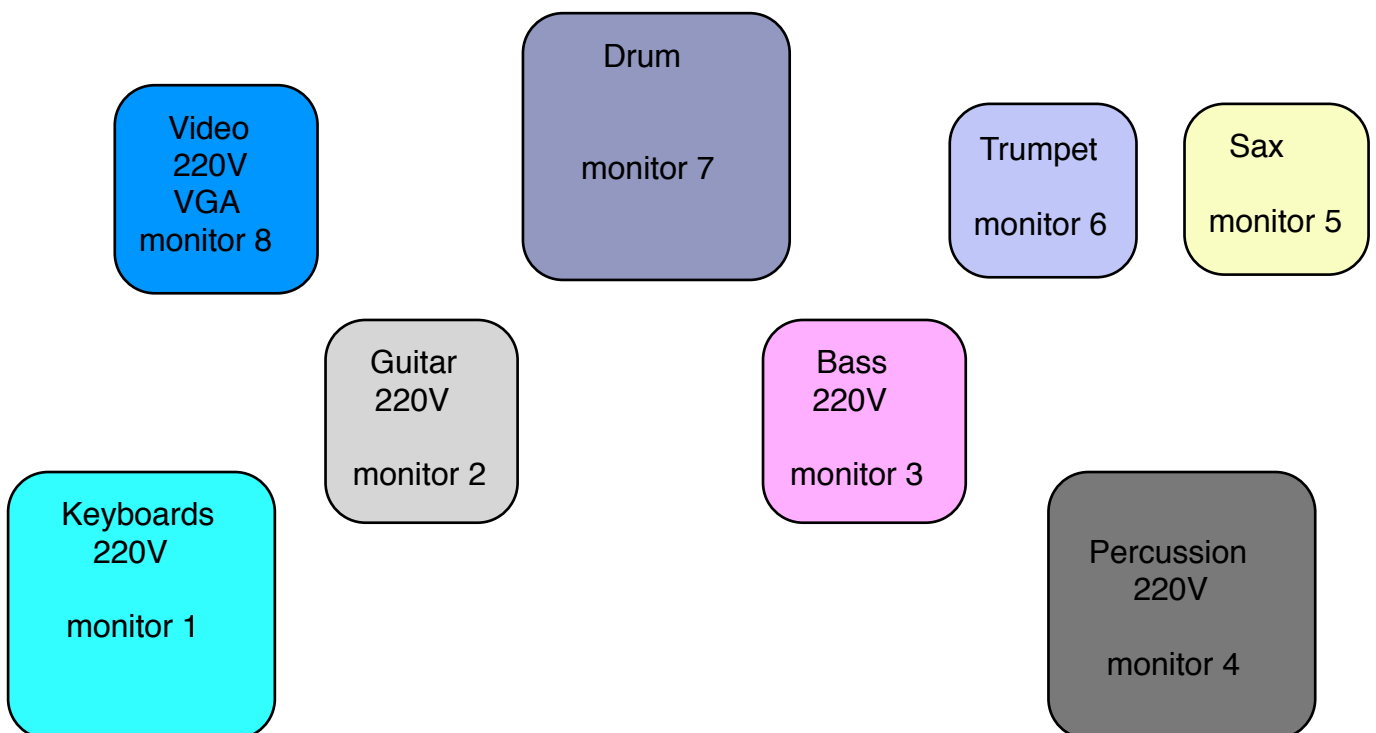 Drum
monitor 7
Video
220V
VGA
monitor 8
Trumpet
monitor 6
Sax
monitor 5
Guitar
220V
monitor 2
Bass
220V
monitor 3
Keyboards
220V
monitor 1
Percussion
220V
monitor 4